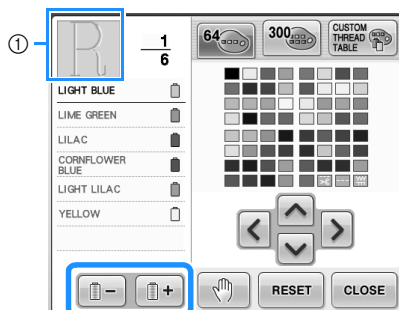 ①
R
1
6
64
300
CUSTOM
THREAD
TABLE
LIGHT BLUE
LIME GREEN
LILAC
CORNFLOWER
BLUE
LIGHT LILAC
YELLOW
−
+
RESET
CLOSE